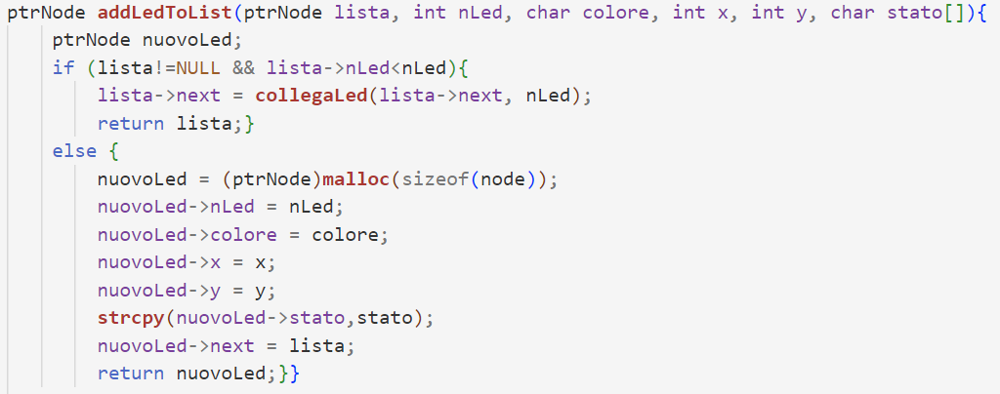 ptrNode addLedToList(ptrNode lista, int nLed, char colore, int x, int y, char stato[]){
ptrNode nuovoLed;
if (lista!=NULL && lista->nLed<nLed){
lista->next = collegaLed(lista->next, nLed);
return lista;}
else {
nuovoLed = (ptrNode)malloc(sizeof(node));
nuovoLed->nLed = nLed;
nuovoLed->colore = colore;
nuovoLed->x = x;
nuovoLed->y = y;
strcpy(nuovoLed->stato,stato);
nuovoLed->next = lista;
return nuovoLed;}}